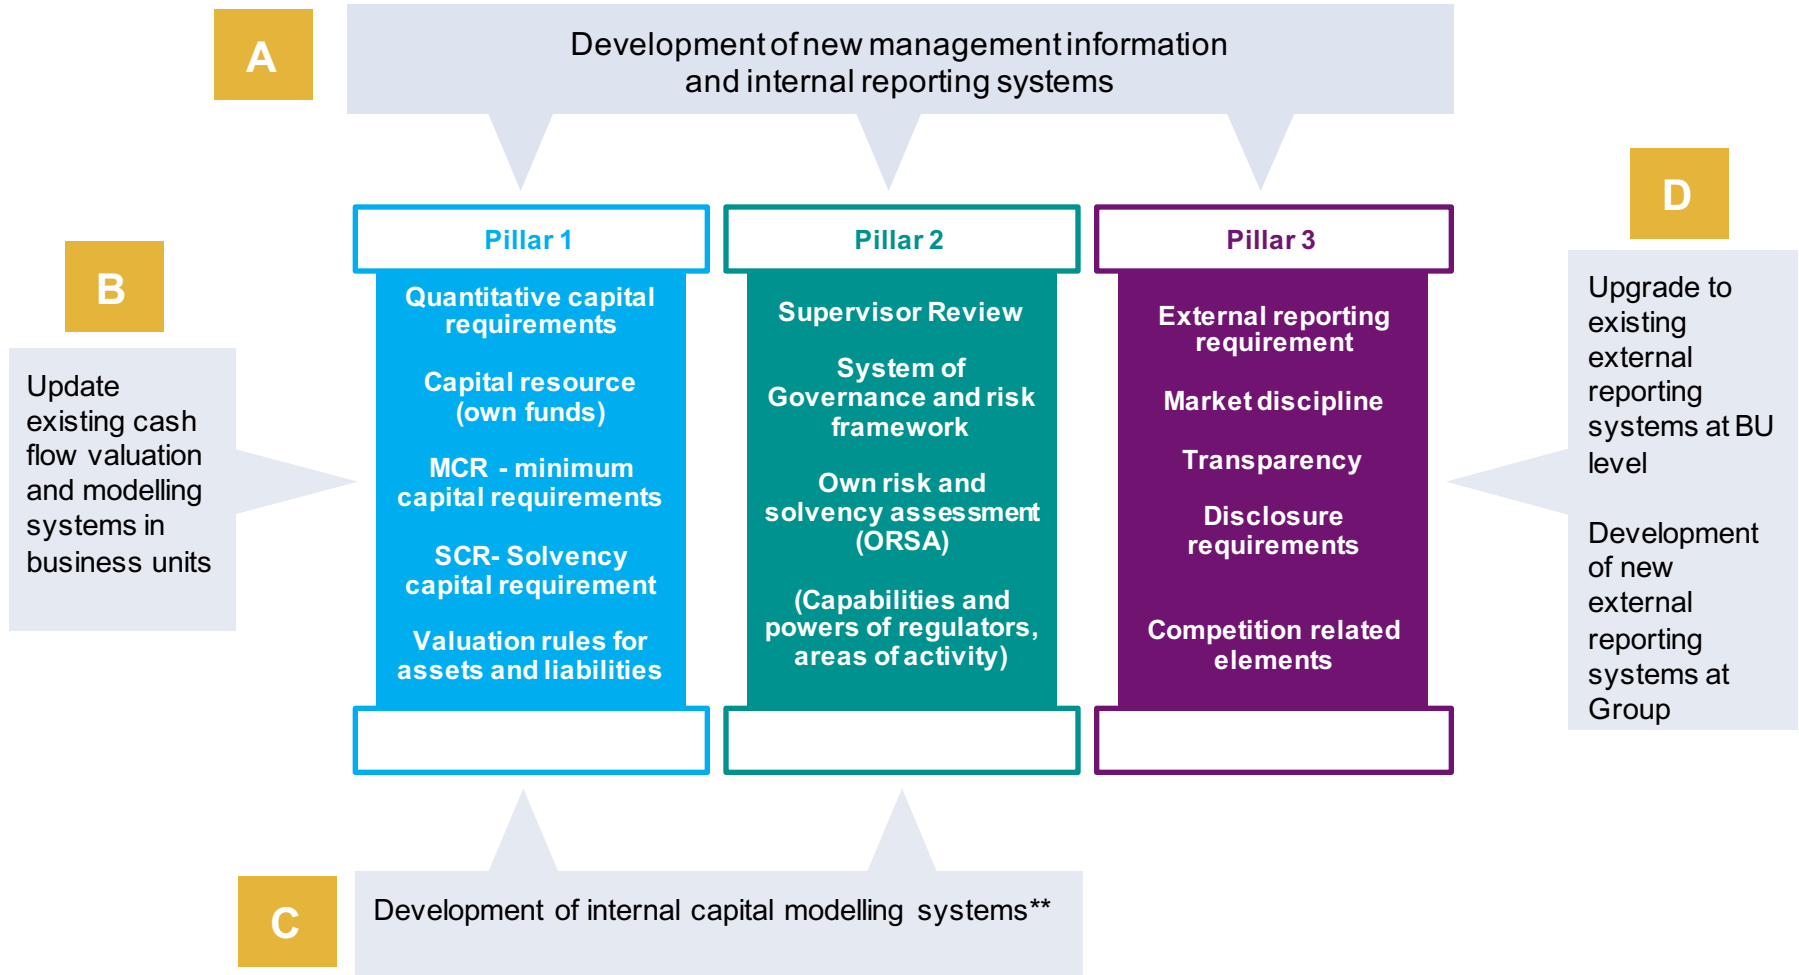 A
Development of new management information
and internal reporting systems
B
Update
existing cash
flow valuation
and modelling
systems in
business units
Pillar 1
Quantitative capital
requirements
Capital resource
(own funds)
MCR - minimum
capital requirements
SCR- Solvency
capital requirement
Valuation rules for
assets and liabilities
Pillar 2
Supervisor Review
System of
Governance and risk
framework
Own risk and
solvency assessment
(ORSA)
(Capabilities and
powers of regulators,
areas of activity)
Pillar 3
External reporting
requirement
Market discipline
Transparency
Disclosure
requirements
Competition related
elements
D
Upgrade to
existing
external
reporting
systems at BU
level
Development
of new
external
reporting
systems at
Group
C
Development of internal capital modelling systems**